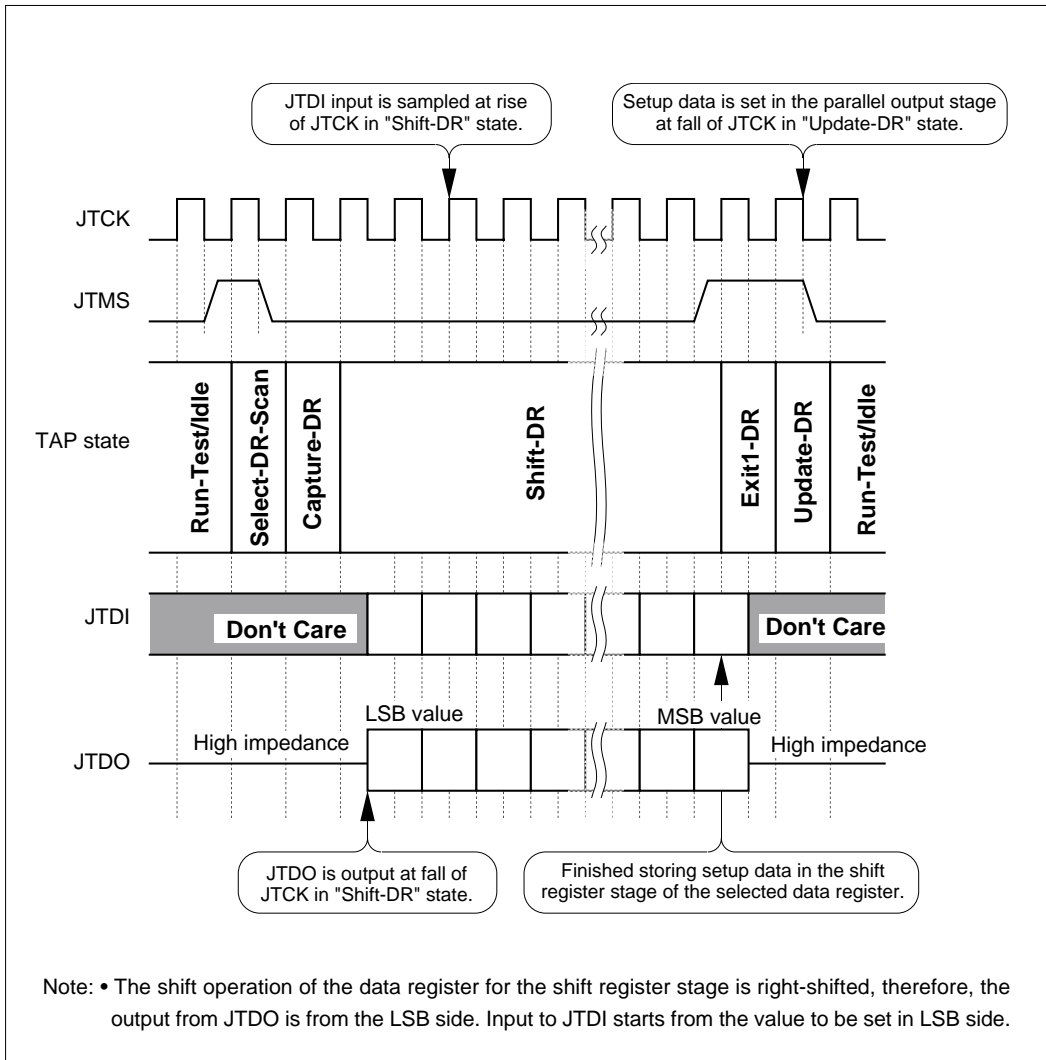 JTDI input is sampled at rise
of JTCK in "Shift-DR" state.
Setup data is set in the parallel output stage
at fall of JTCK in "Update-DR" state.
JTCK
JTMS
TAP state
Run-Test/Idle
Select-DR-Scan
Capture-DR
Shift-DR
Exit1-DR
Update-DR
Run-Test/Idle
JTDI
Don't Care
Don't Care
LSB value
MSB value
High impedance
High impedance
JTDO
JTDO is output at fall of
JTCK in "Shift-DR" state.
Finished storing setup data in the shift
register stage of the selected data register.
Note: • The shift operation of the data register for the shift register stage is right-shifted, therefore, the
output from JTDO is from the LSB side. Input to JTDI starts from the value to be set in LSB side.